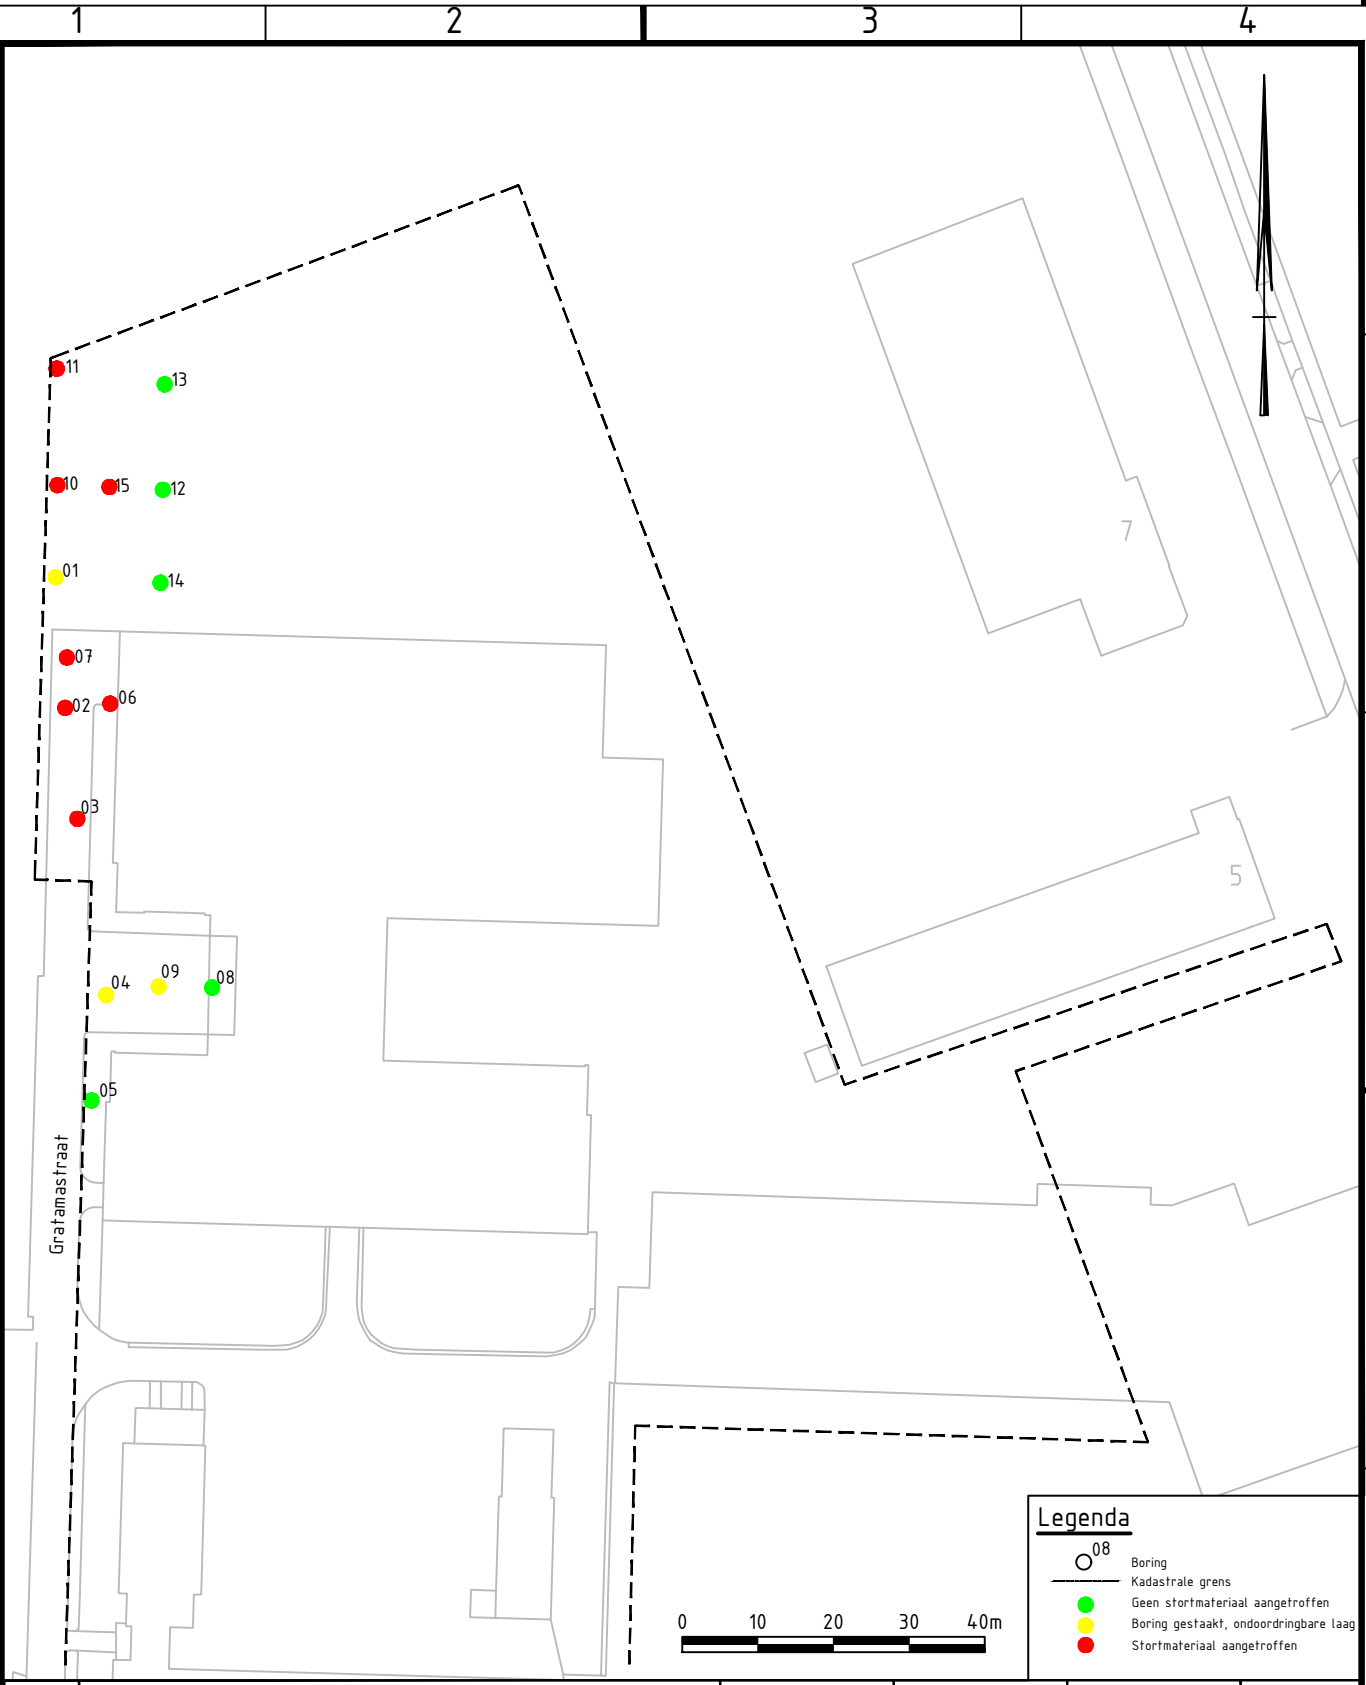 1 2 3 4
11
13
10 15 12
01
14
7
07
06
02
03
5
09
04 08
05
Gratamastraat
Legenda
08
Boring
Kadastrale grens
Geen stortmateriaal aangetroffen
Boring gestaakt, ondoordringbare laag
Stortmateriaal aangetroffen
0 10 20 30 40m